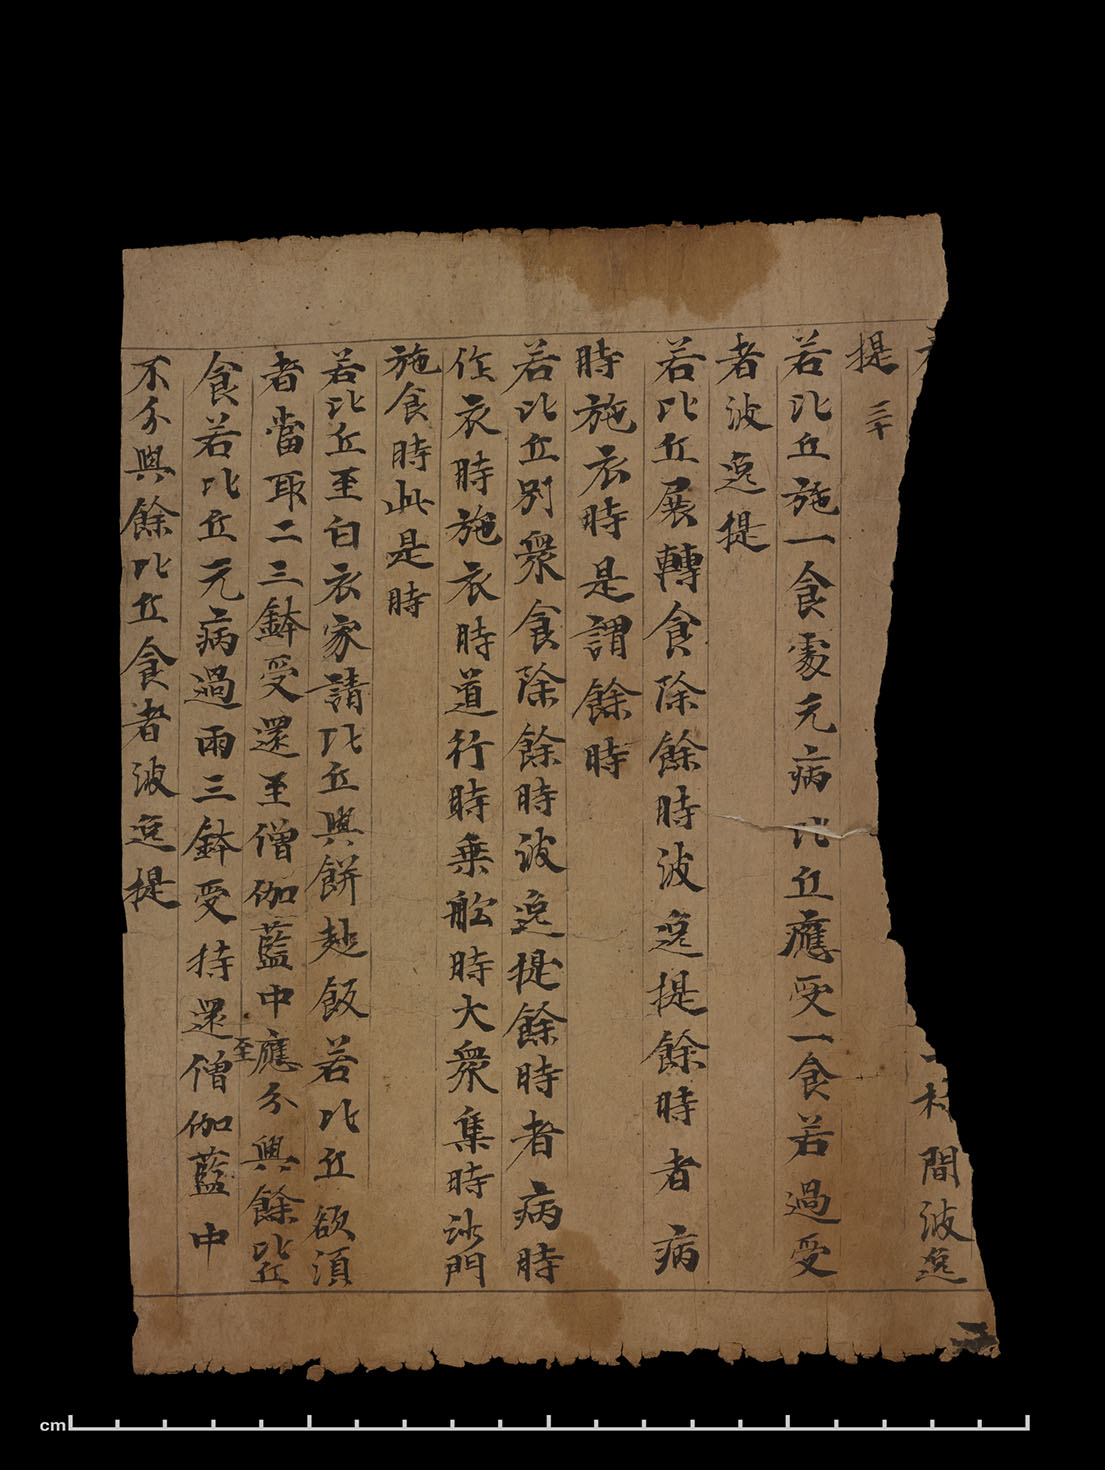 村間波逸
提 三十
若比丘施一食處无病比丘應受一食若過受
者波逸提
若比丘展轉食除餘時波逸提餘時者病
時施衣時是謂餘時
若比丘別衆食除餘時波逸提餘時者病時
作衣時施衣時道行時乗舩時大衆集時沙門
施食時此是時
若比丘至白衣家請比丘與餅麨飯若比丘欲湏
者當取二三鉢受還至僧伽藍中應分與餘比丘
食若比丘元病過兩三鉢受持還至僧伽藍中
不分與餘比丘食者波逸提